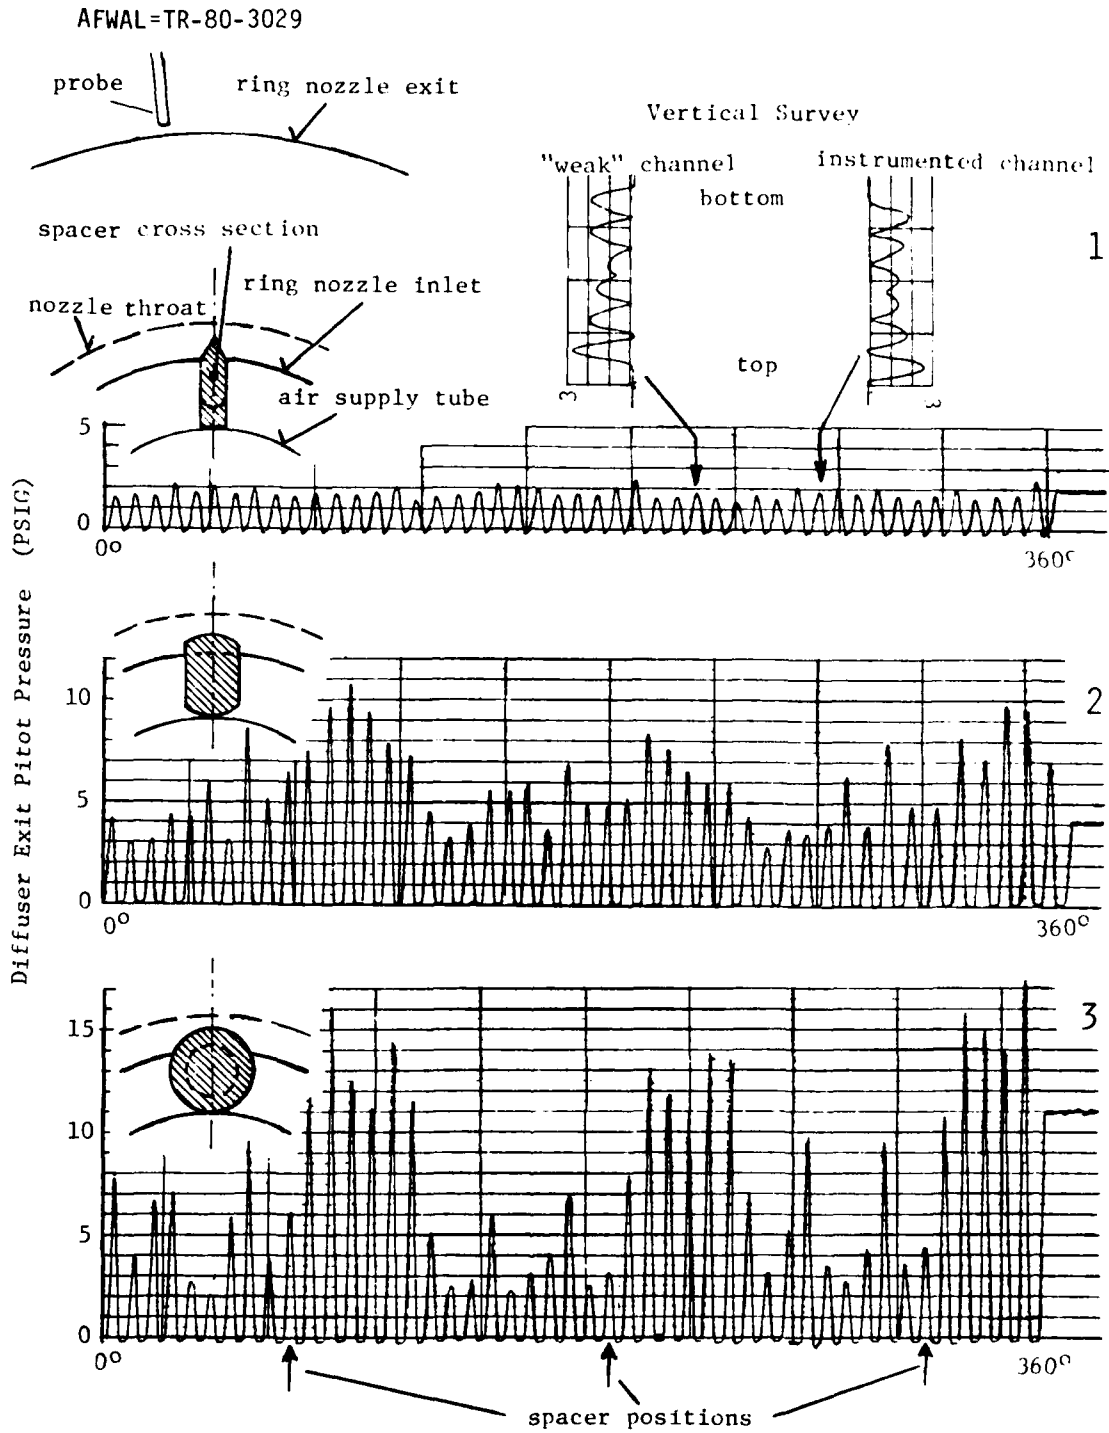 AFWAL=TR-80-3029
probe
ring nozzle exit
Vertical Survey
"weak" channel
instrumented channel
bottom
spacer cross section
1
ring nozzle inlet
nozzle throat
top
air supply tube
3
3
5
0
0°
360°
Diffuser Exit Pitot Pressure (PSIG)
2
10
5
0
0°
360°
3
15
10
5
0
0°
360°
spacer positions